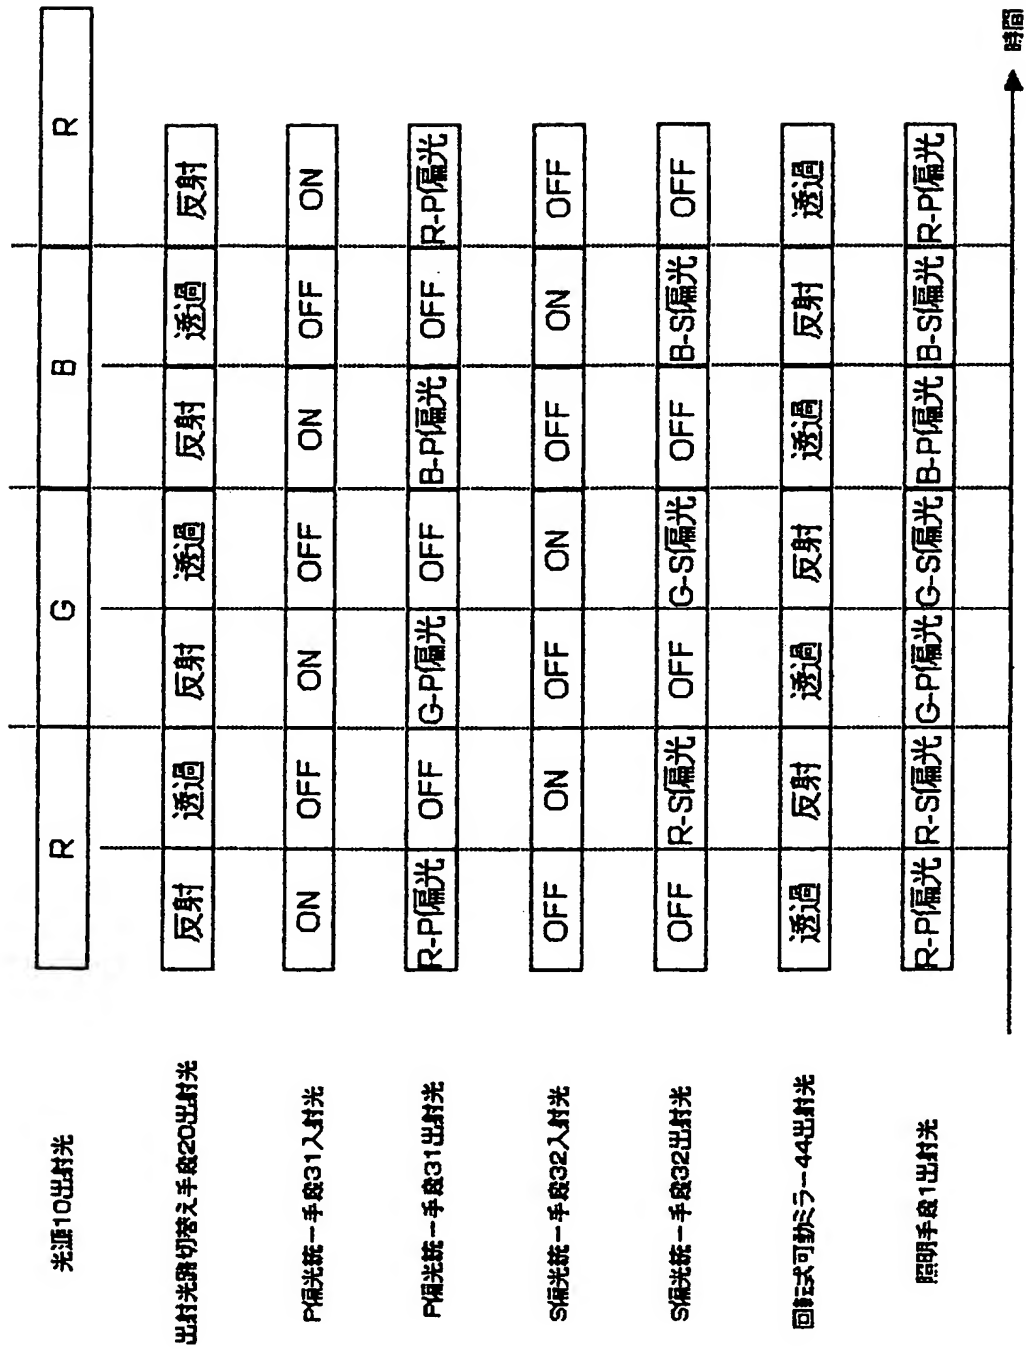 光源10出射光 R G B R
出射光路切替え手段20出射光 反射 透過 反射 透過 反射 透過 反射
P偏光統一手段31入射光 ON OFF ON OFF ON OFF ON
P偏光統一手段31出射光 R-P偏光 OFF G-P偏光 OFF B-P偏光 OFF R-P偏光
S偏光統一手段32入射光 OFF ON OFF ON OFF ON OFF
S偏光統一手段32出射光 OFF R-S偏光 OFF G-S偏光 OFF B-S偏光 OFF
回転式可動ミラー44出射光 透過 反射 透過 反射 透過 反射 透過
照明手段1出射光 R-P偏光 R-S偏光 G-P偏光 G-S偏光 B-P偏光 B-S偏光 R-P偏光
時間